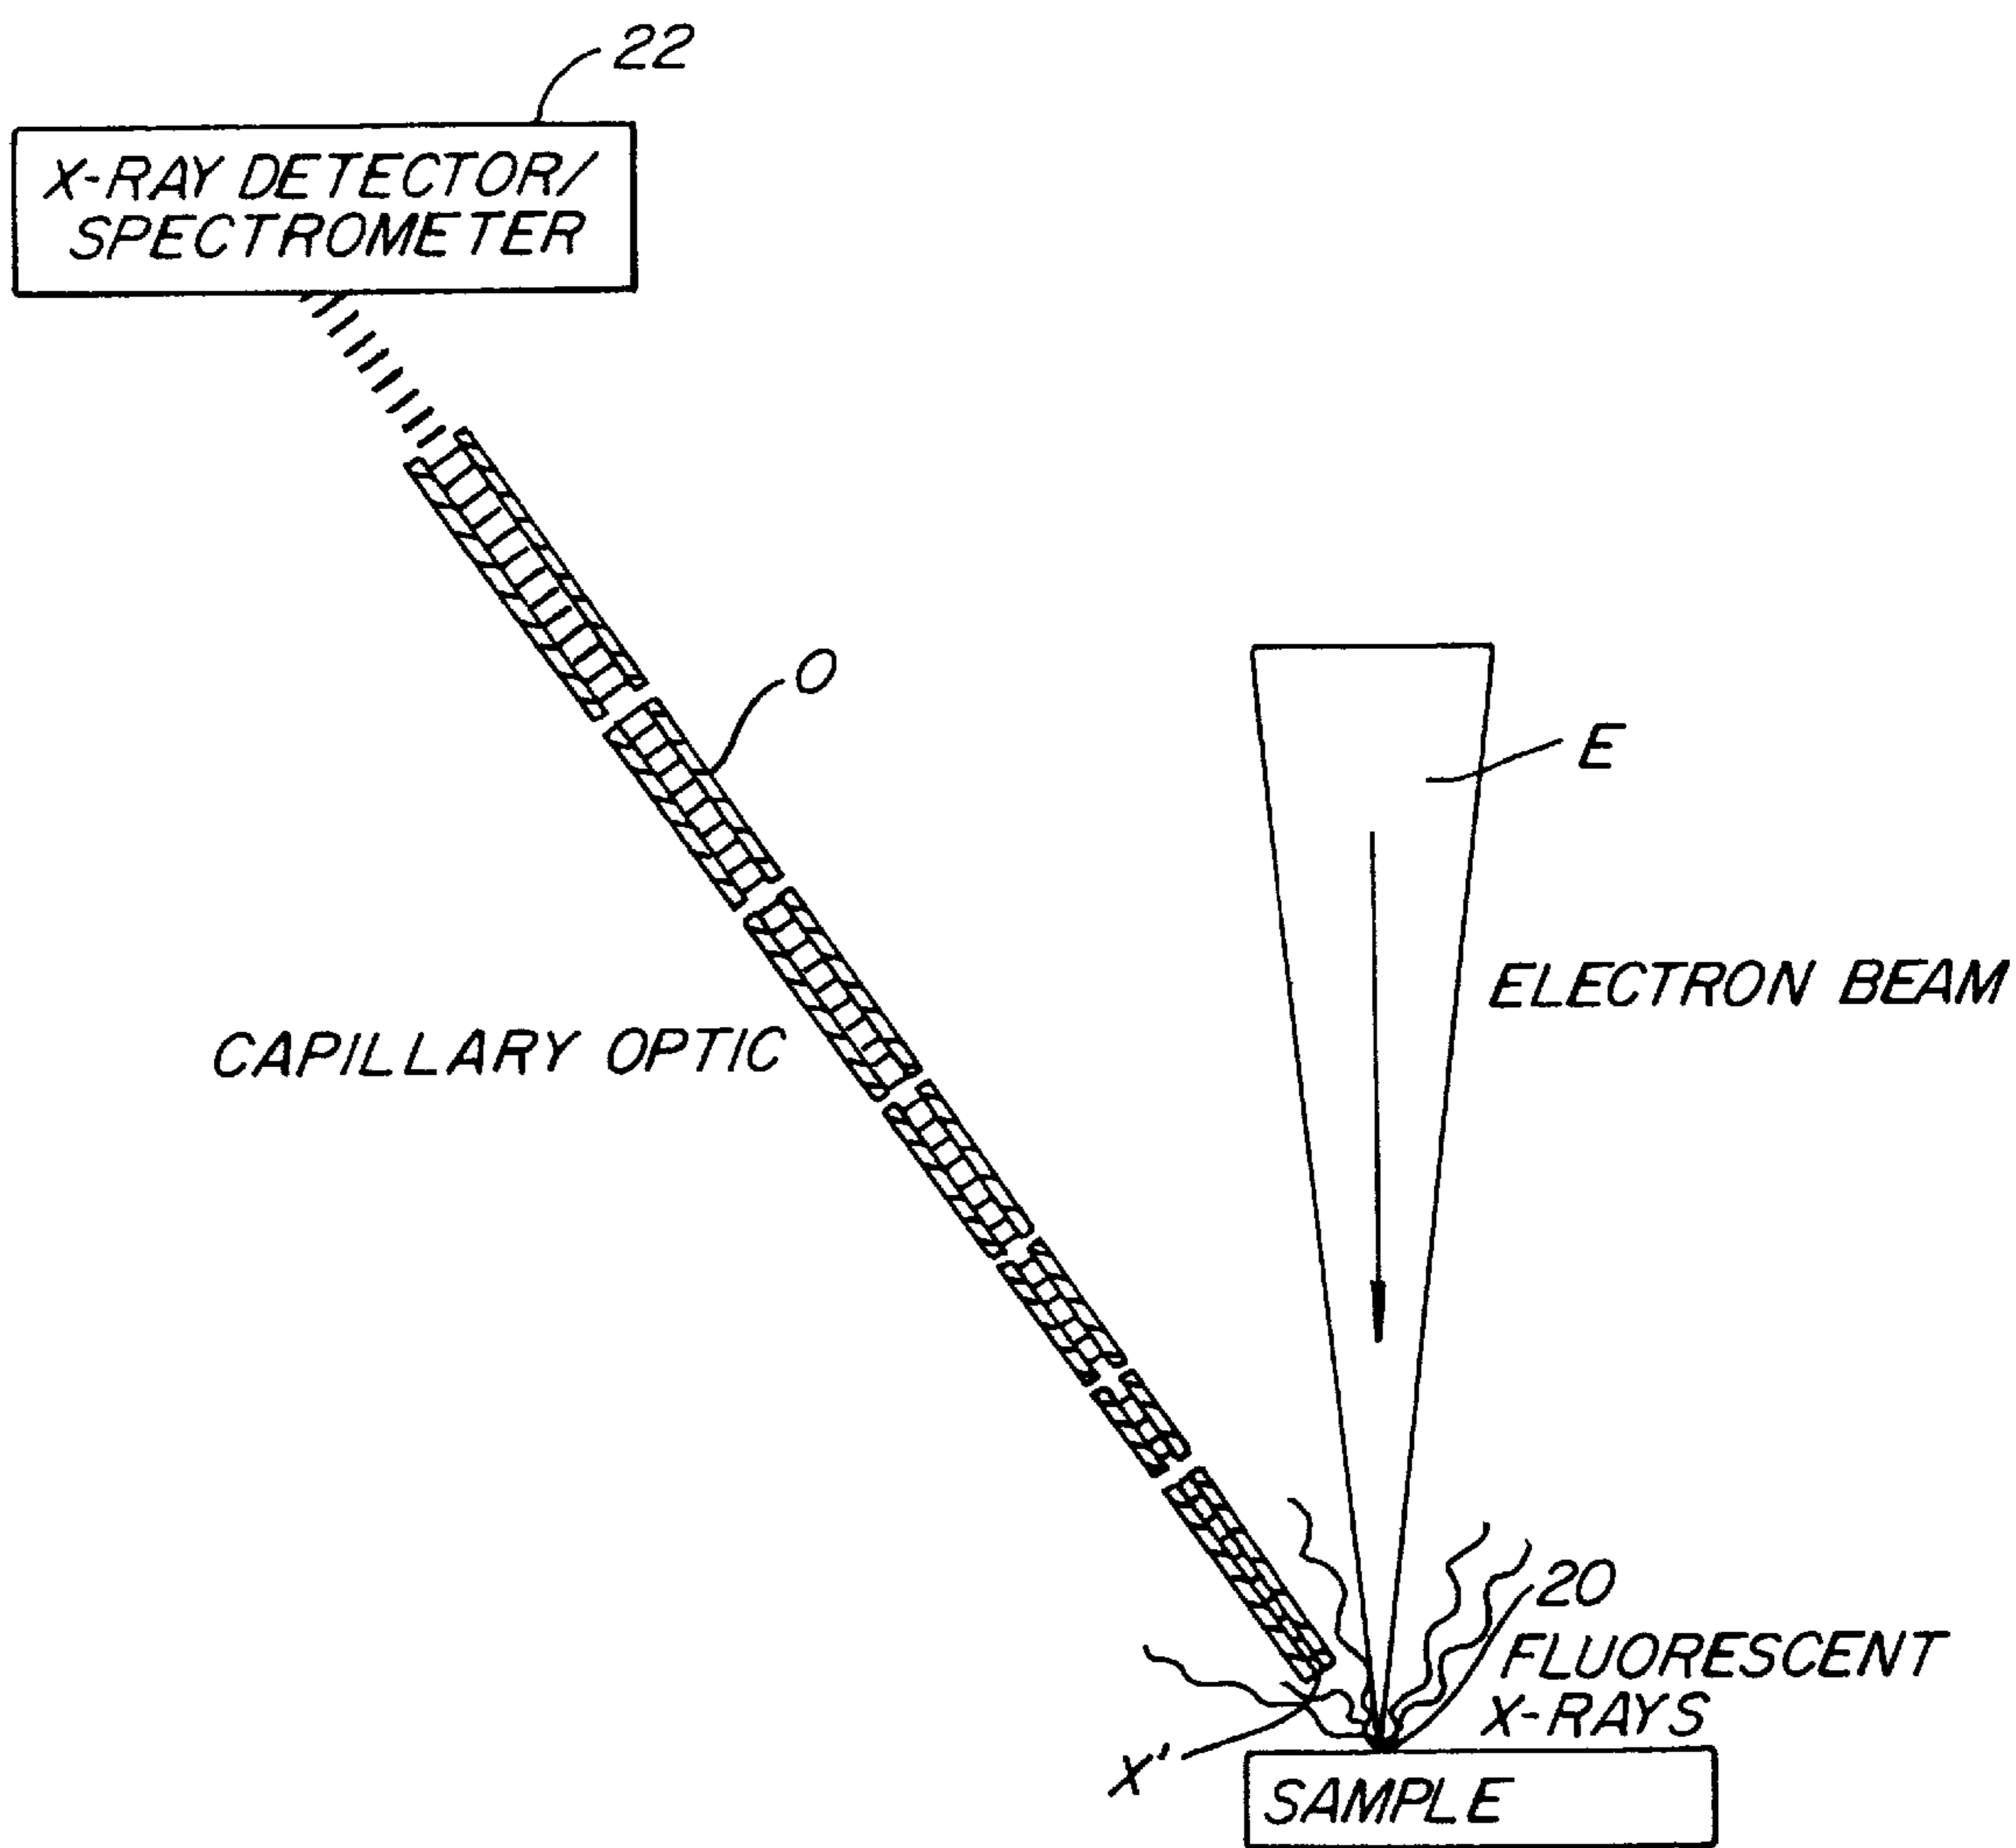 22
X-RAY DETECTOR/
SPECTROMETER
O
E
ELECTRON BEAM
CAPILLARY OPTIC
20
FLUORESCENT
X-RAYS
X'
SAMPLE